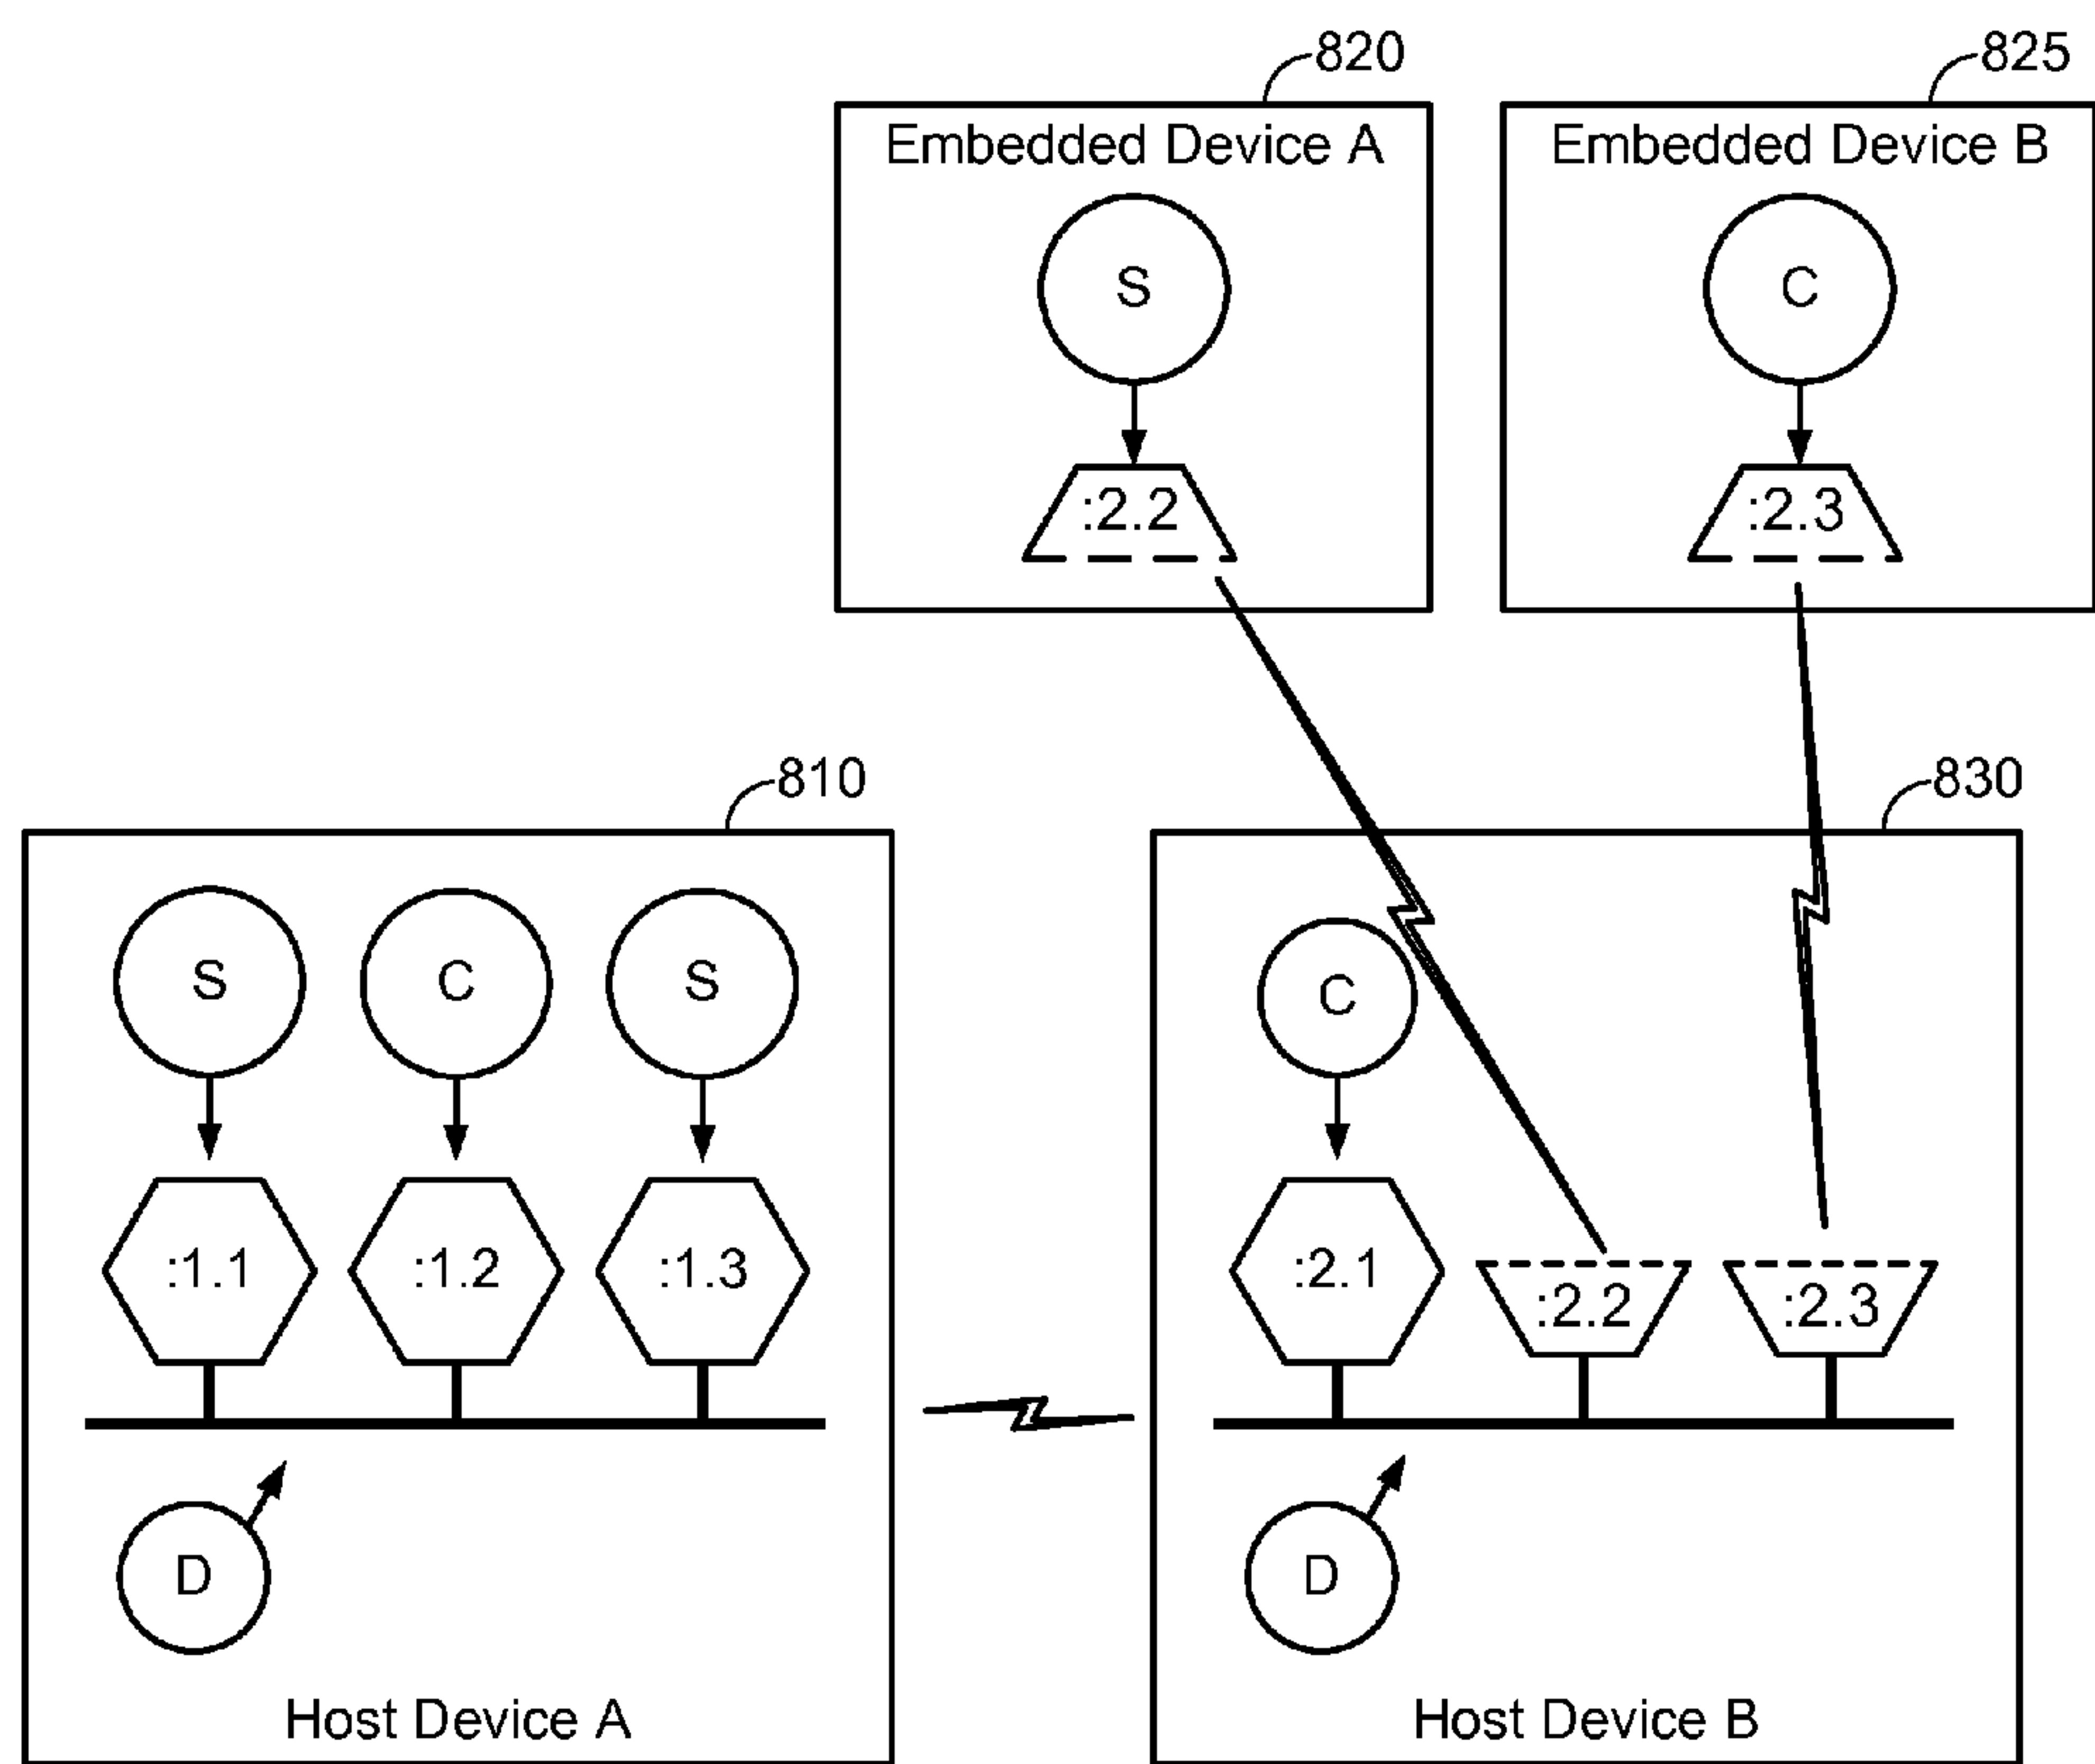 820
825
Embedded Device A
Embedded Device B
S
C
:2.2
:2.3
810
830
S
C
S
C
:1.1
:1.2
:1.3
:2.1
:2.2
:2.3
D
D
Host Device A
Host Device B